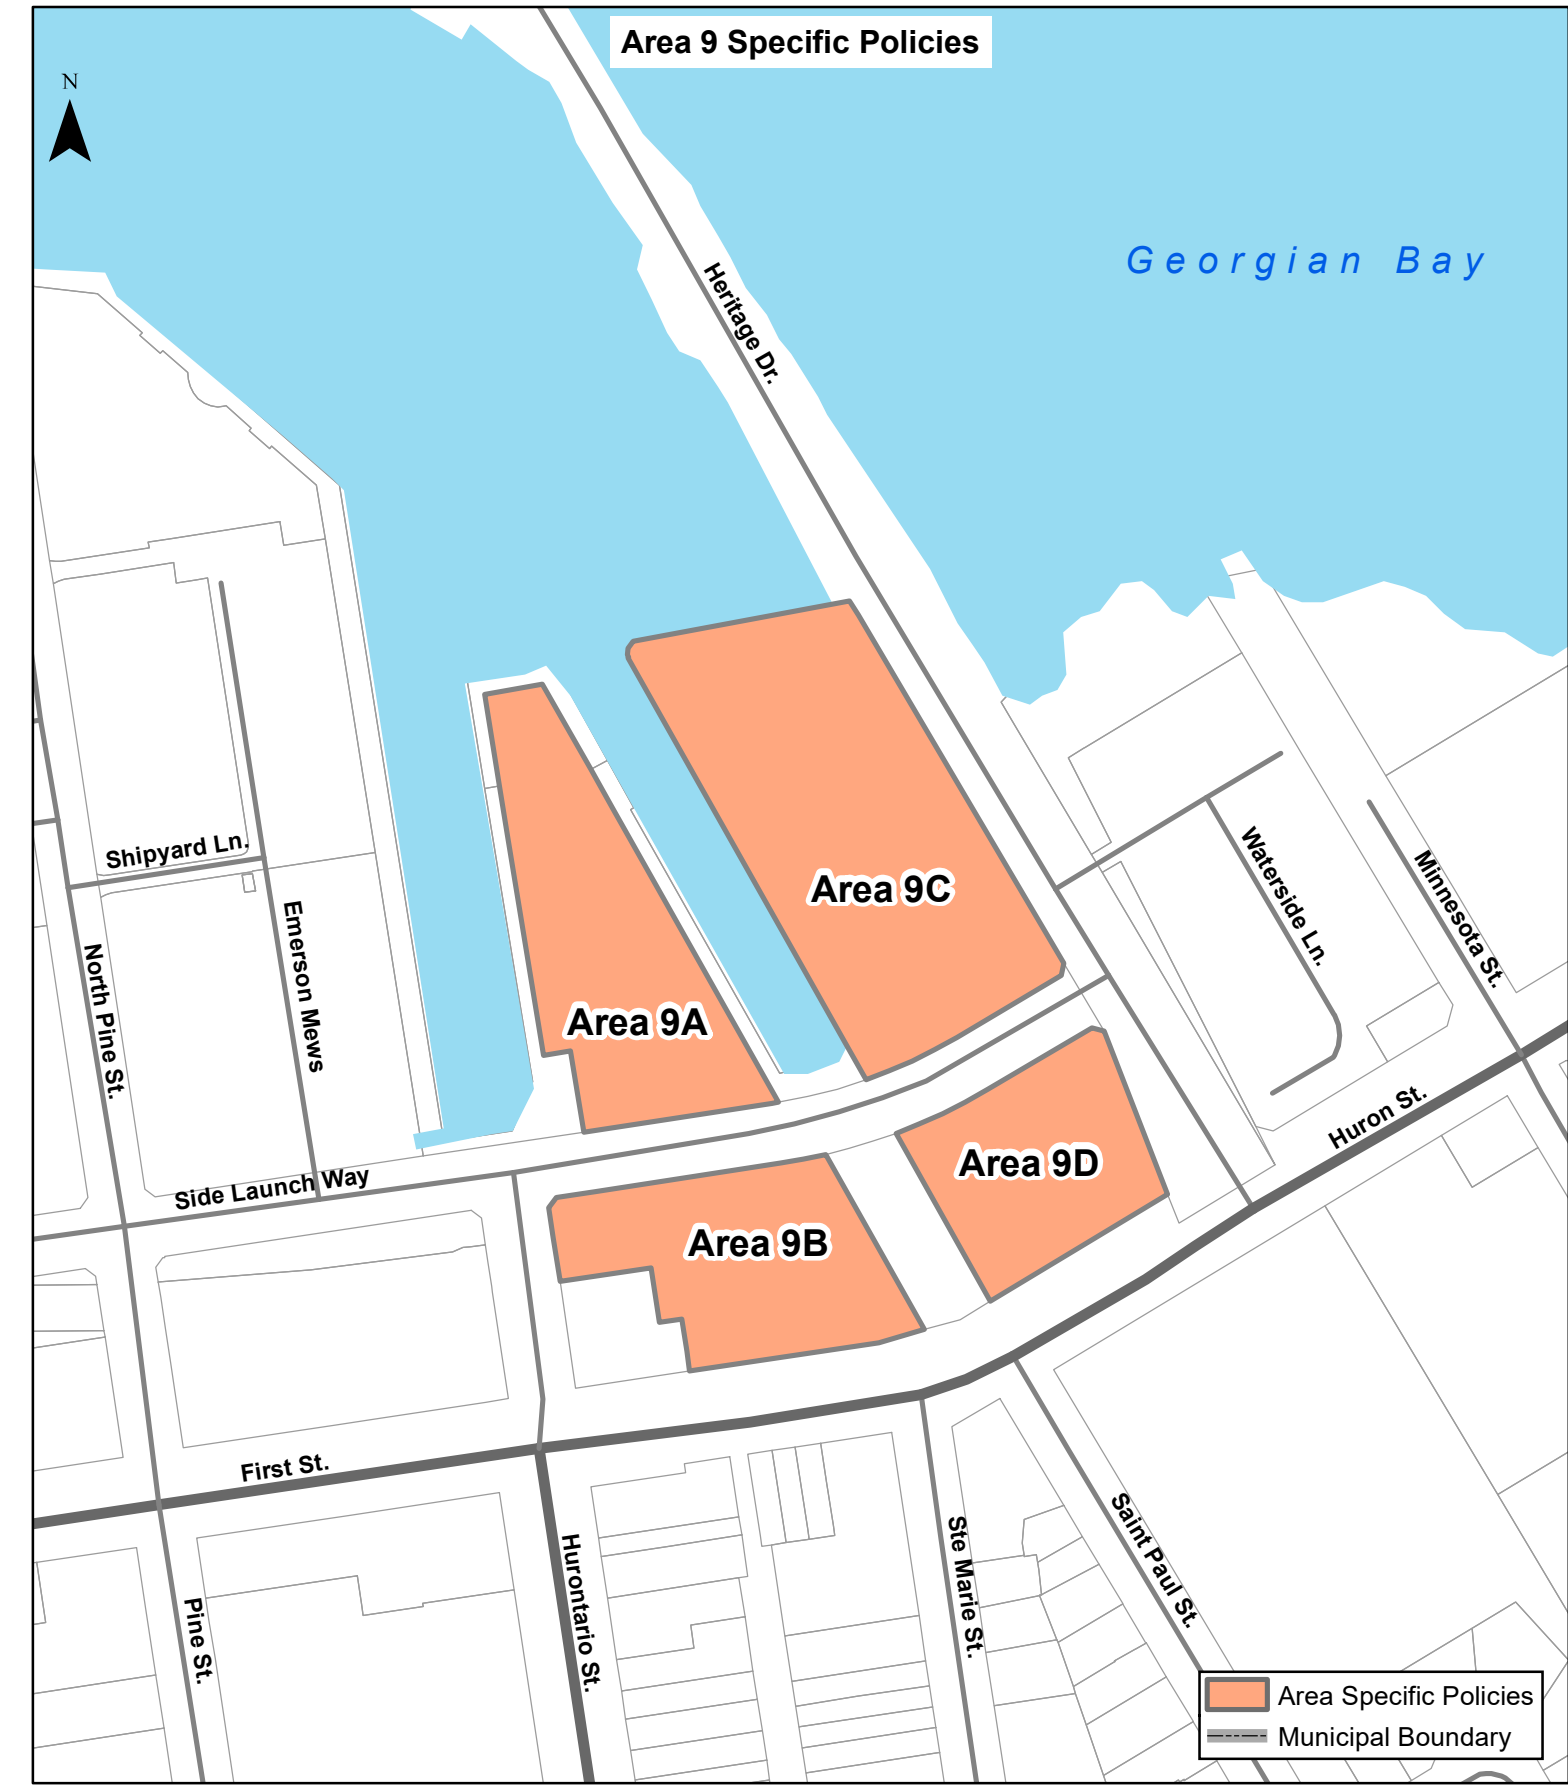 Area 9 Specific Policies
N
Georgian Bay
Heritage Dr.
Shipyard Ln.
Area 9C
Waterside Ln.
Minnesota St.
Emerson Mews
North Pine St.
Area 9A
Huron St.
Area 9D
Side Launch Way
Area 9B
First St.
Hurontario St.
Ste Marie St.
Saint Paul St.
Pine St.
Area Specific Policies
Municipal Boundary